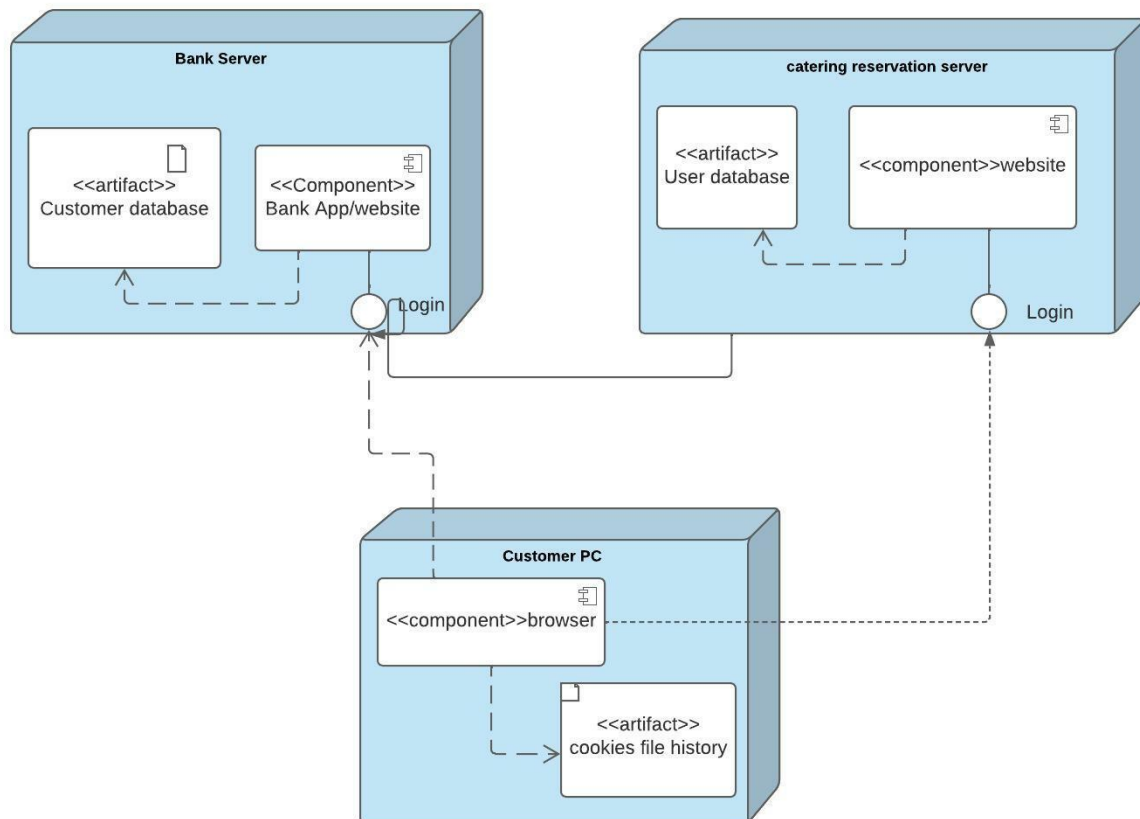 Bank Server
<<artifact>>
Customer database
<<Component>>
Bank App/website
Login
catering reservation server
<<artifact>>
User database
<<component>>website
Login
Customer PC
<<component>>browser
<<artifact>>
cookies file history